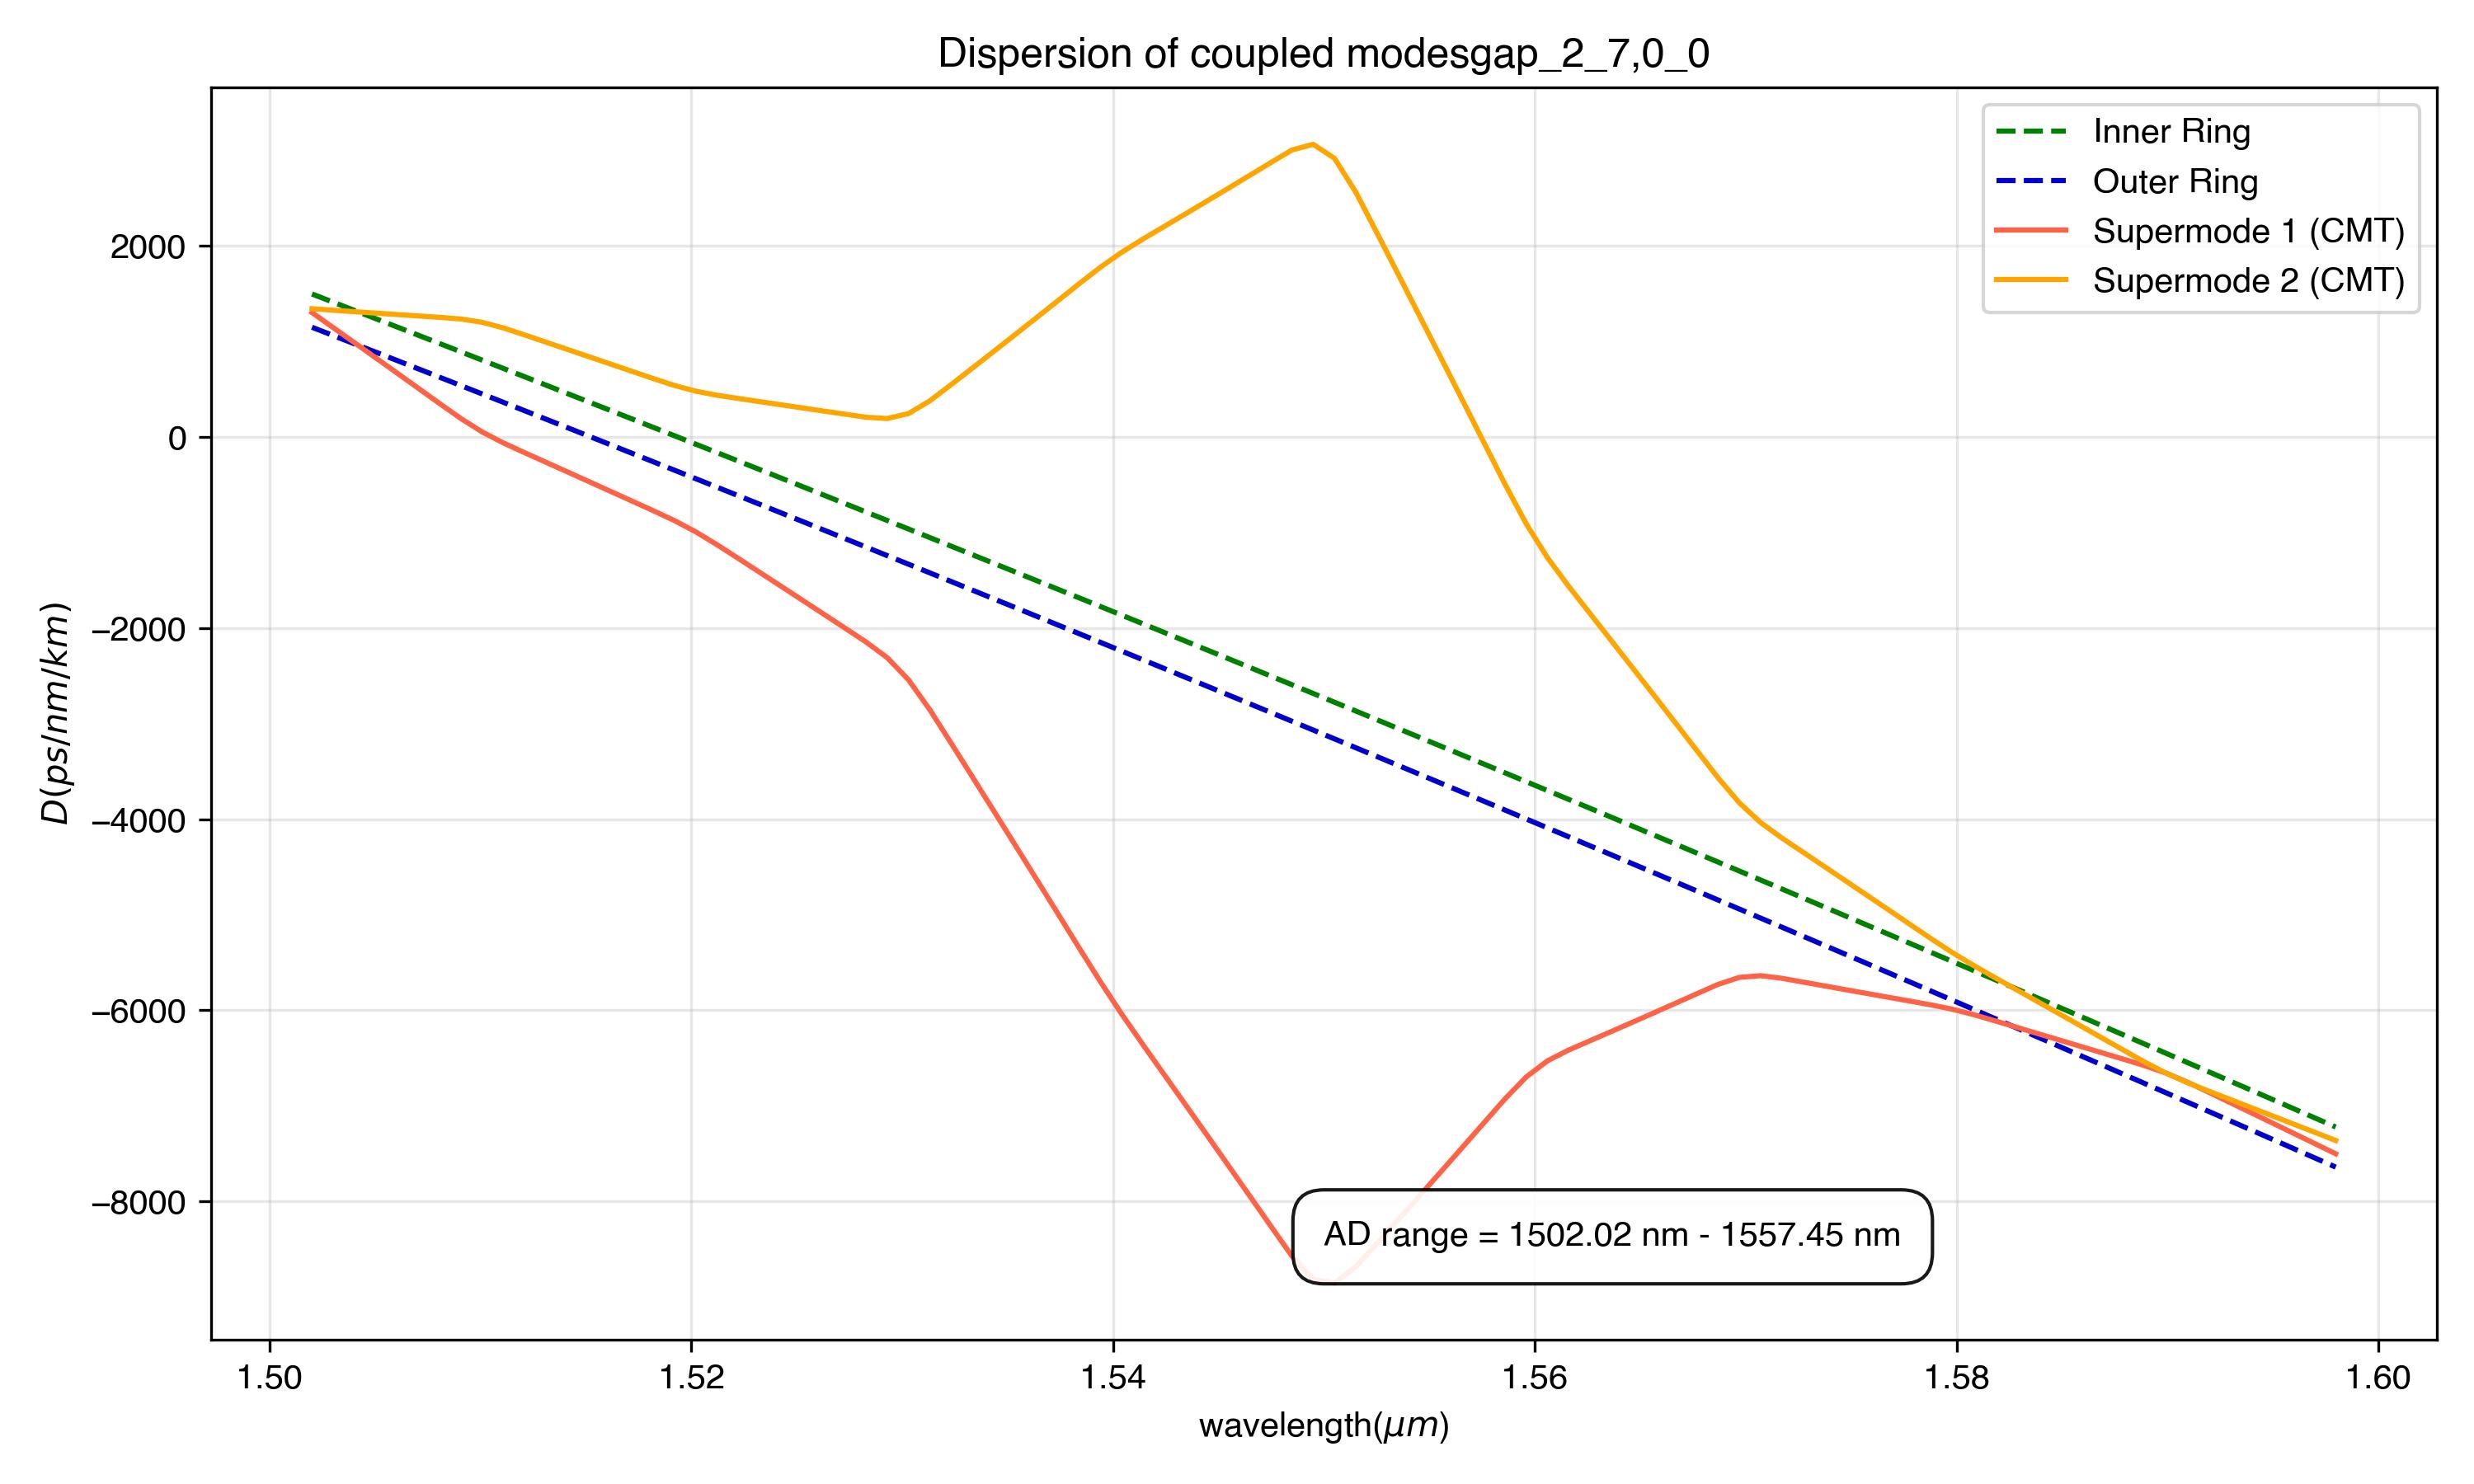 Dispersion of coupled modesgap_2_7,0_0
Inner Ring
Outer Ring
Supermode 1 (CMT)
Supermode 2 (CMT)
2000
0
−2000
−4000
−6000
−8000
D(ps/nm/km)
AD range = 1502.02 nm - 1557.45 nm
1.50 1.52 1.54 1.56 1.58 1.60
wavelength(μm)